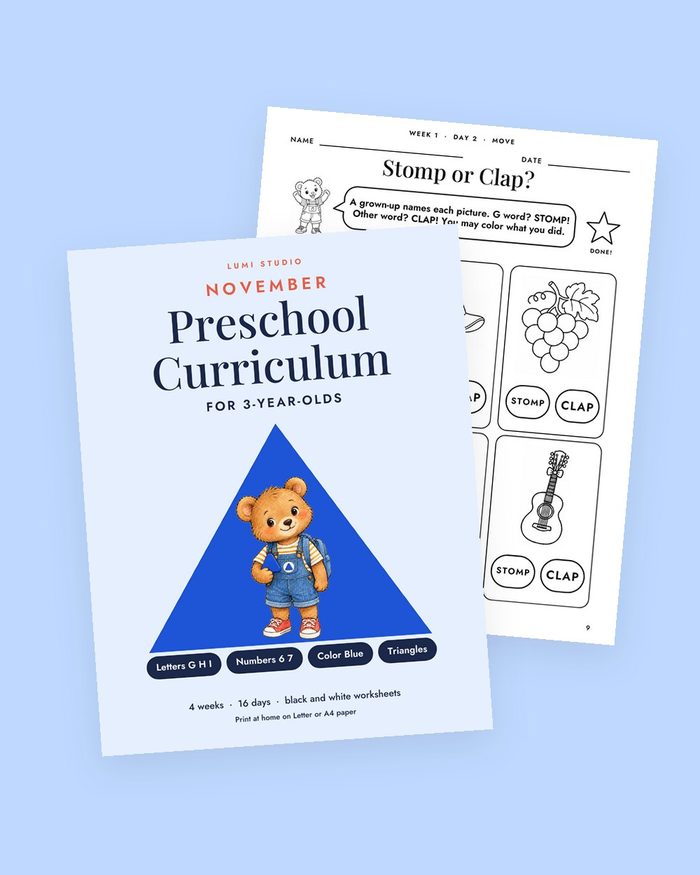 WEEK 1 · DAY 2 · MOVE
NAME
DATE
Stomp or Clap?
A grown-up names each picture. G word? STOMP!
Other word? CLAP! You may color what you did.
DONE!
STOMP
CLAP
STOMP
CLAP
9
LUMI STUDIO
NOVEMBER
Preschool
Curriculum
FOR 3-YEAR-OLDS
Letters G H I
Numbers 6 7
Color Blue
Triangles
4 weeks · 16 days · black and white worksheets
Print at home on Letter or A4 paper